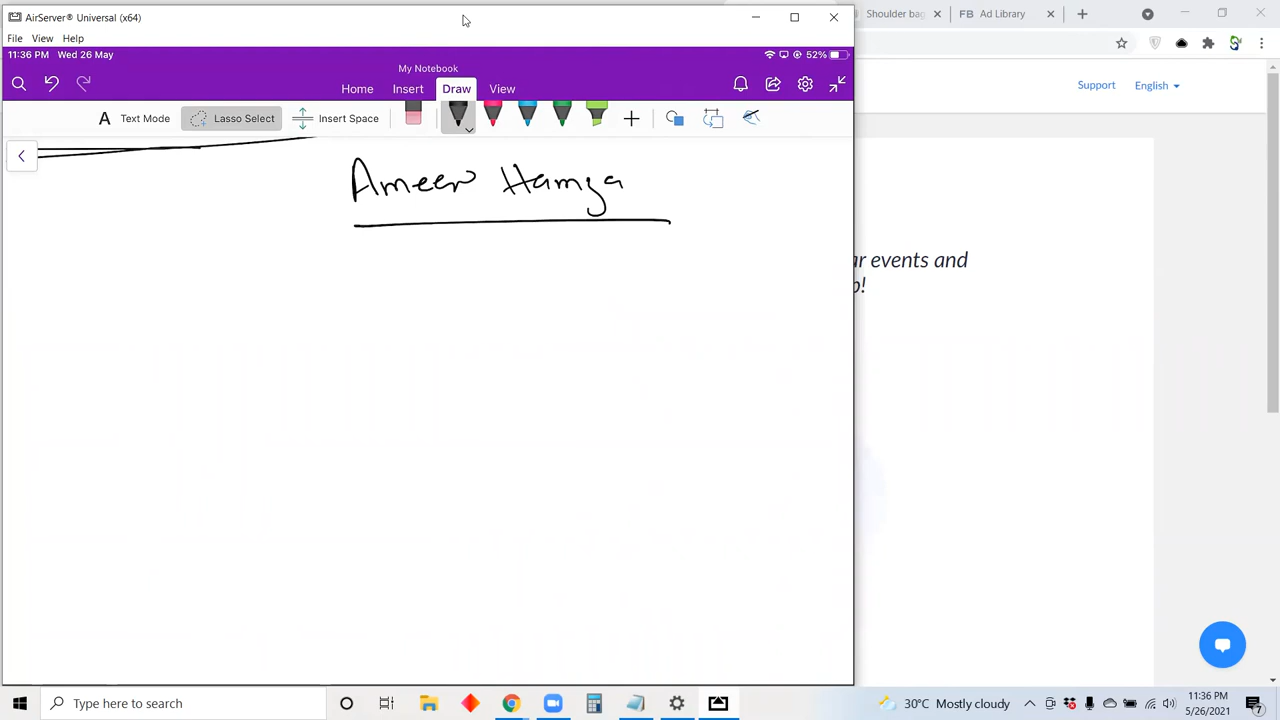 AirServer® Universal (x64)
Shoulder bag
FB Ad Library
File View Help
11:36 PM Wed 26 May
52%
My Notebook
Home Insert Draw View
Support English
A Text Mode Lasso Select Insert Space
Ameer Hamza
ar events and
p!
Type here to search
30°C Mostly cloudy
11:36 PM
5/26/2021
7